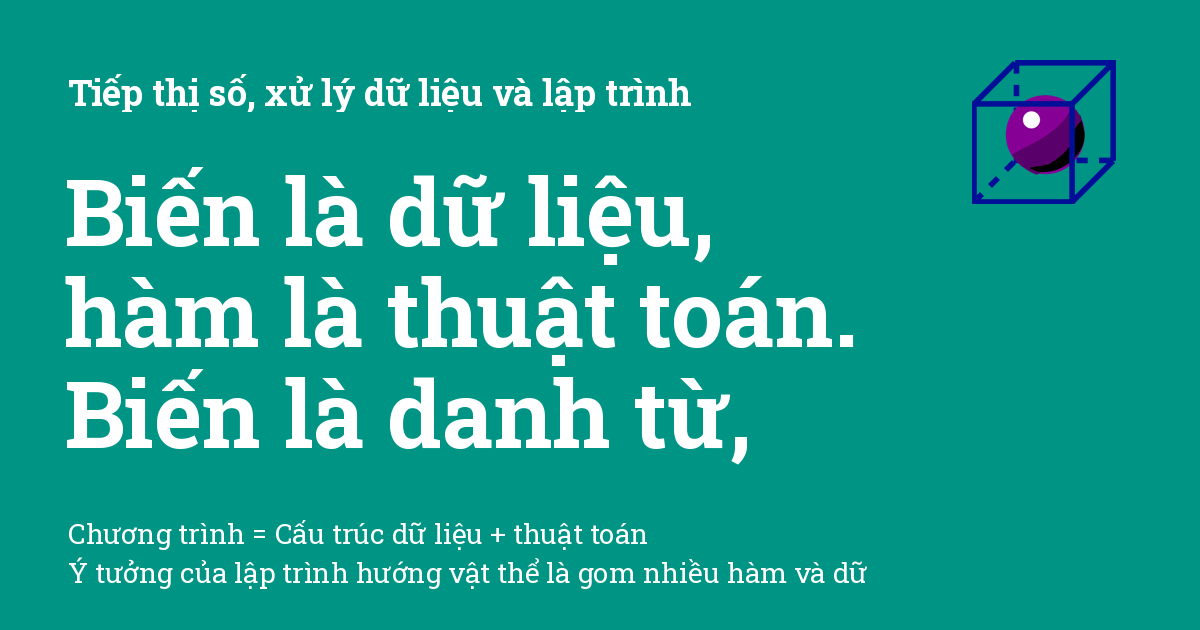 Tiếp thị số, xử lý dữ liệu và lập trình
Biến là dữ liệu,
hàm là thuật toán.
Biến là danh từ,
Chương trình = Cấu trúc dữ liệu + thuật toán
Ý tưởng của lập trình hướng vật thể là gom nhiều hàm và dữ